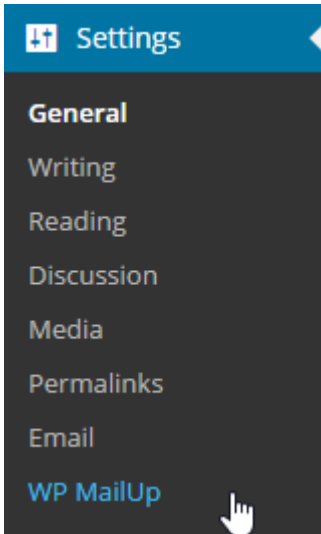 Settings
General
Writing
Reading
Discussion
Media
Permalinks
Email
WP MailUp